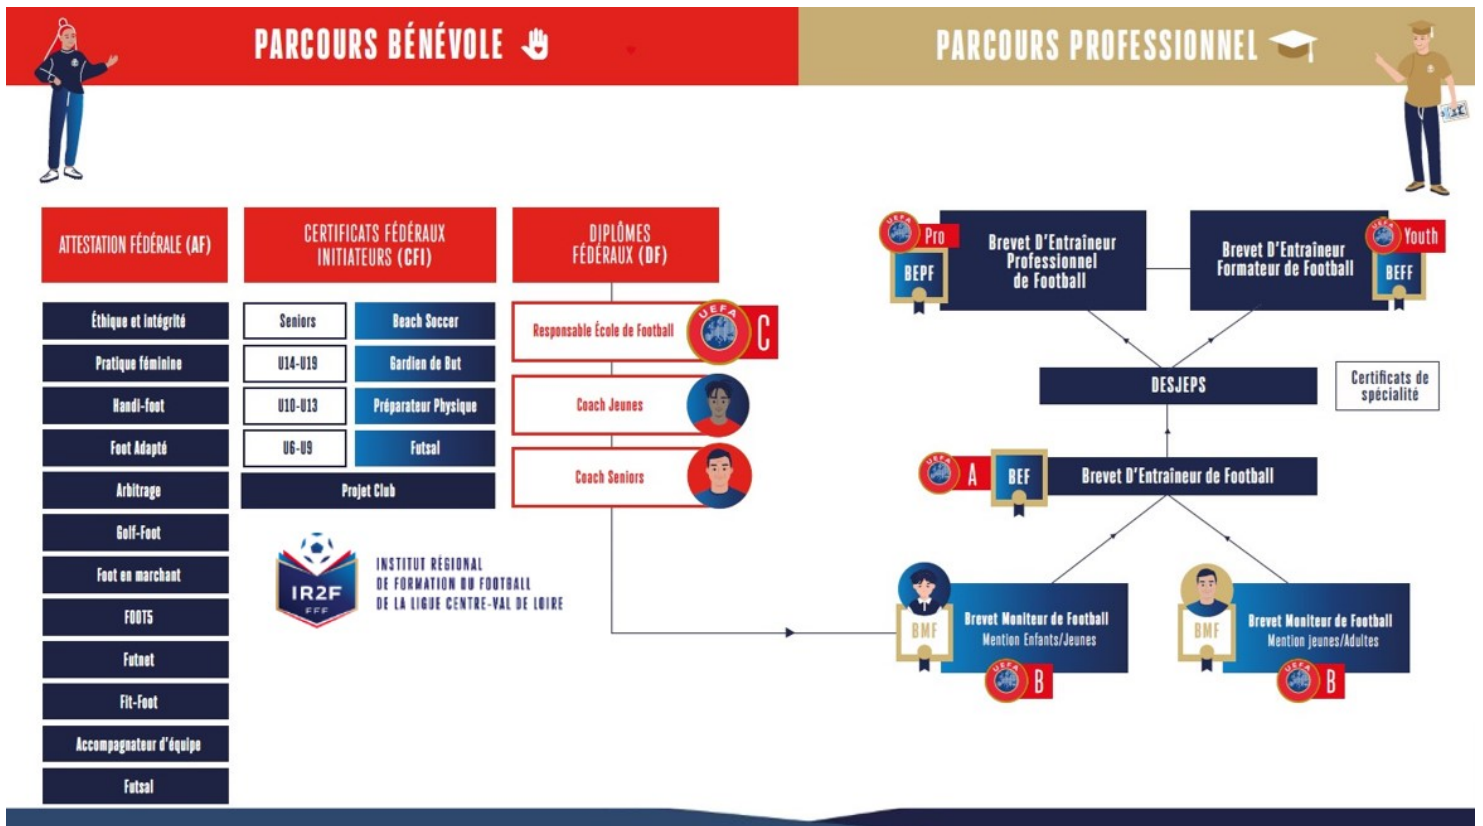 PARCOURS BÉNÉVOLE
PARCOURS PROFESSIONNEL
ATTESTATION FÉDÉRALE (AF)
Éthique et Intégrité
Pratique féminine
Handi-foot
Foot Adapté
Arbitrage
Golf-Foot
Foot en marchant
FOOT5
Futnet
Fit-Foot
Accompagnateur d'équipe
Futsal
CERTIFICATS FÉDÉRAUX
INITIATEURS (CFI)
Seniors
Beach Soccer
U14-U19
Gardien de But
U10-U13
Préparateur Physique
U6-U9
Futsal
Projet Club
IR2F
FFF
INSTITUT RÉGIONAL
DE FORMATION DU FOOTBALL
DE LA LIGUE CENTRE-VAL DE LOIRE
DIPLÔMES
FÉDÉRAUX (DF)
Responsable École de Football
UEFA
C
Coach Jeunes
Coach Seniors
UEFA
Pro
BEPF
Brevet D'Entraîneur
Professionnel
de Football
Brevet D'Entraîneur
Formateur de Football
UEFA
Youth
BEFF
DESJEPS
Certificats de
spécialité
UEFA
A
BEF
Brevet D'Entraîneur de Football
BMF
Brevet Moniteur de Football
Mention Enfants/Jeunes
UEFA
B
BMF
Brevet Moniteur de Football
Mention jeunes/Adultes
UEFA
B